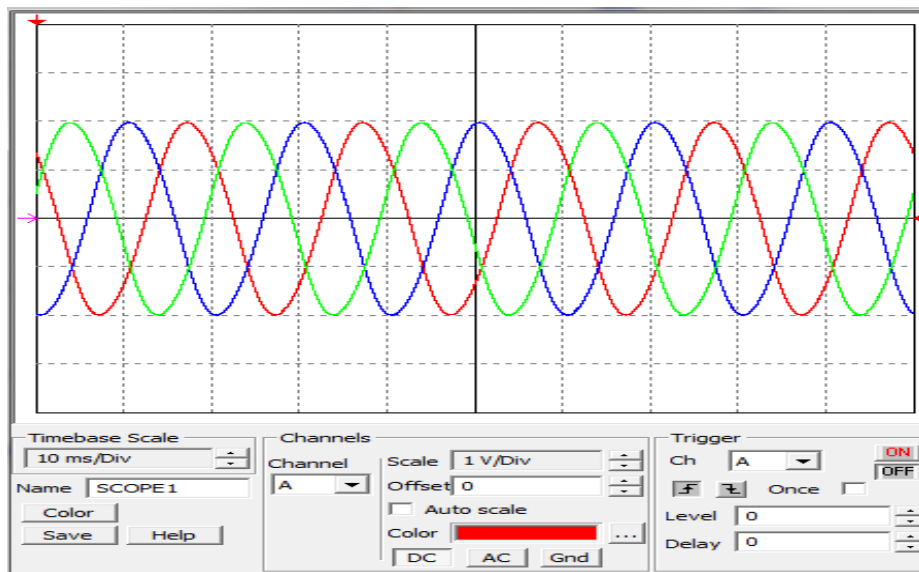 Timebase Scale
10 ms/Div
Name SCOPE1
Color
Save Help
Channels
Channel
A
Scale 1 V/Div
Offset 0
Auto scale
Color ...
DC AC Gnd
Trigger
Ch A ON
OFF
Once
Level 0
Delay 0